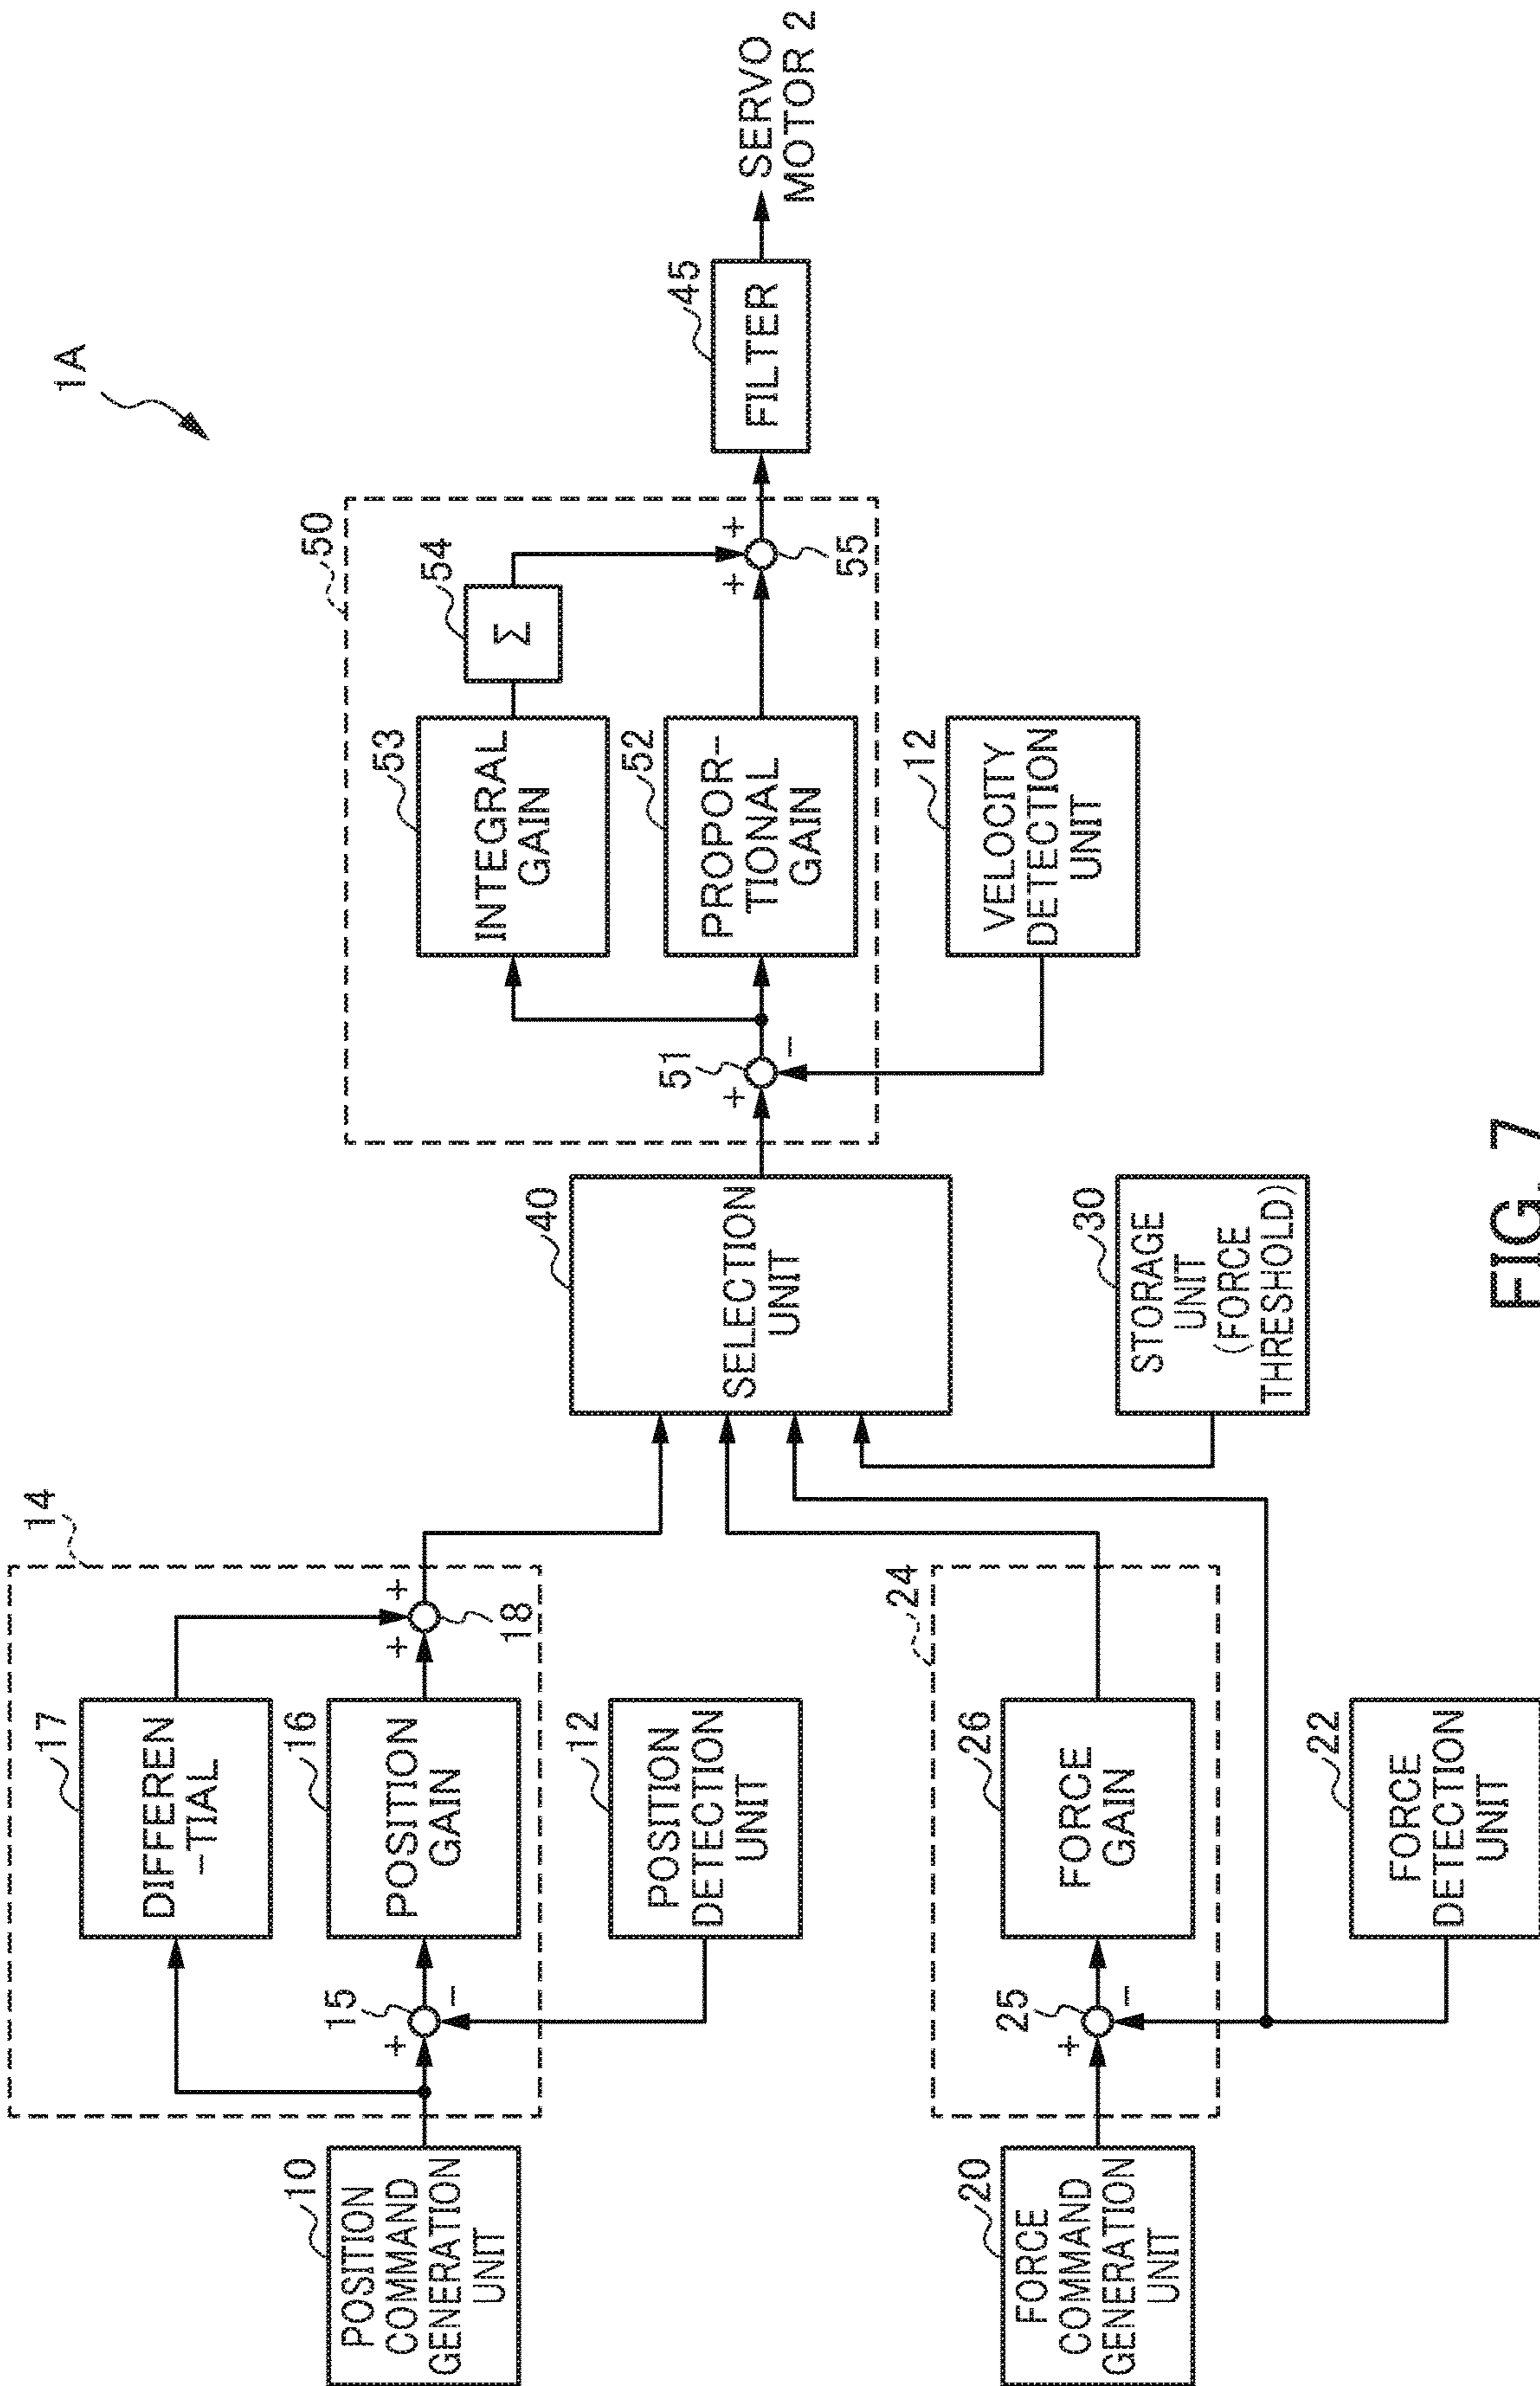 1A
14
17
DIFFEREN
-TIAL
50
54
Σ
53
INTEGRAL
GAIN
10
POSITION
COMMAND
GENERATION
UNIT
15
+
-
16
POSITION
GAIN
+
+
18
12
POSITION
DETECTION
UNIT
40
SELECTION
UNIT
51
+
-
52
PROPOR-
TIONAL
GAIN
+
+
55
45
FILTER
SERVO
MOTOR 2
12
VELOCITY
DETECTION
UNIT
24
20
FORCE
COMMAND
GENERATION
UNIT
25
+
-
26
FORCE
GAIN
30
STORAGE
UNIT
(FORCE
THRESHOLD)
22
FORCE
DETECTION
UNIT
FIG. 7